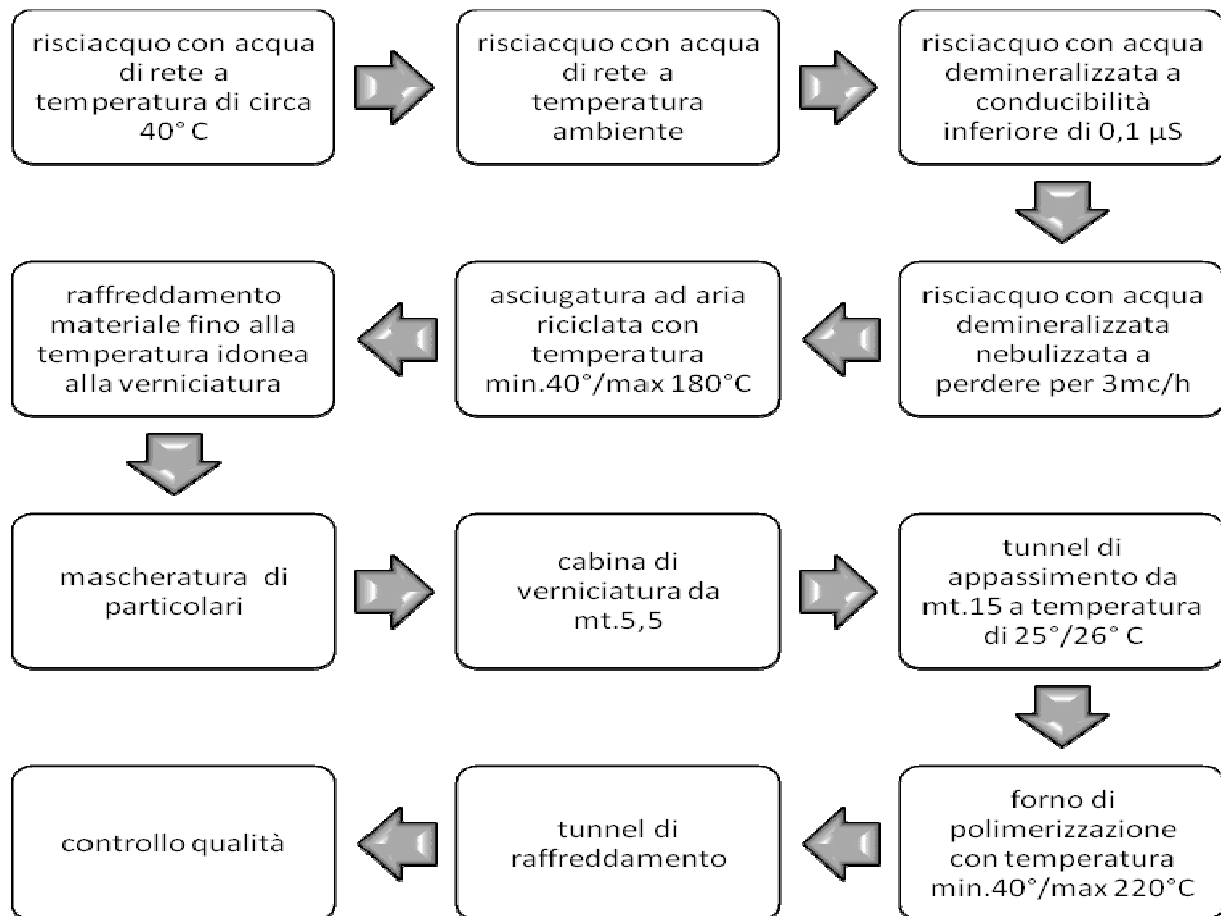 risciacquo con acqua
di rete a
temperatura di circa
40° C
risciacquo con acqua
di rete a
temperatura
ambiente
risciacquo con acqua
demineralizzata a
conducibilità
inferiore di 0,1 µS
risciacquo con acqua
demineralizzata
nebulizzata a
perdere per 3mc/h
asciugatura ad aria
riciclata con
temperatura
min.40°/max 180°C
raffreddamento
materiale fino alla
temperatura idonea
alla verniciatura
mascheratura di
particolari
cabina di
verniciatura da
mt.5,5
tunnel di
appassimento da
mt.15 a temperatura
di 25°/26° C
forno di
polimerizzazione
con temperatura
min.40°/max 220°C
tunnel di
raffreddamento
controllo qualità